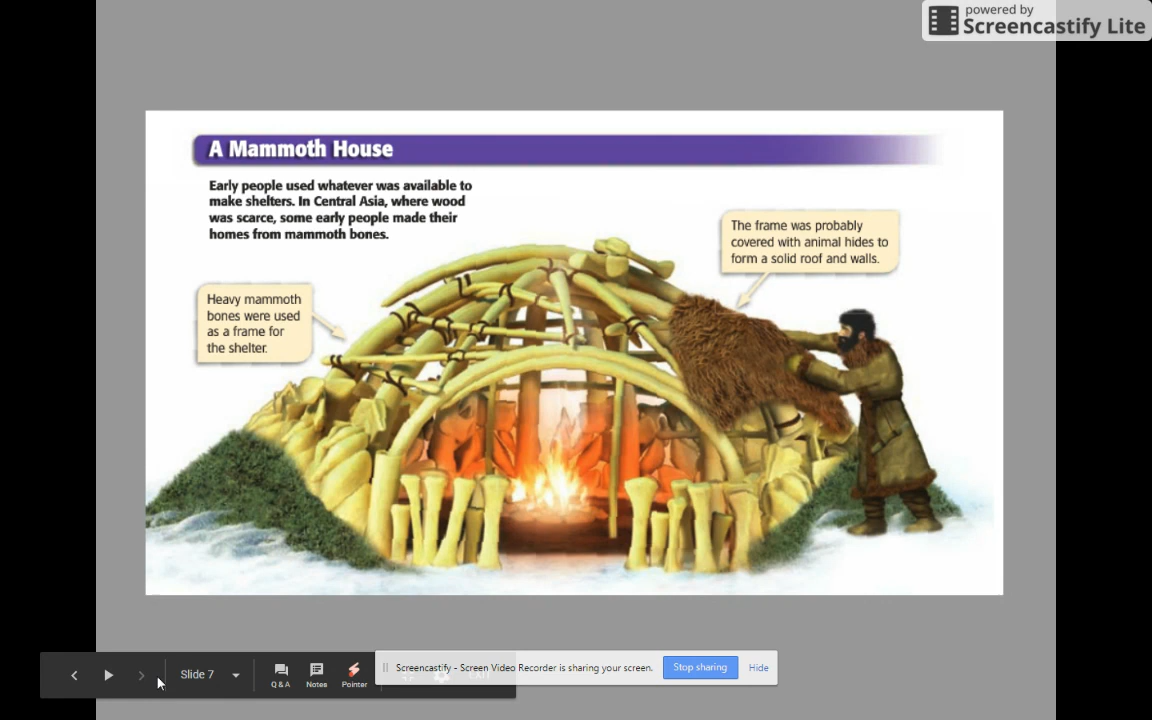 powered by
Screencastify Lite
A Mammoth House
Early people used whatever was available to
make shelters. In Central Asia, where wood
was scarce, some early people made their
homes from mammoth bones.
The frame was probably
covered with animal hides to
form a solid roof and walls.
Heavy mammoth
bones were used
as a frame for
the shelter.
Slide 7
Q & A
Notes
Pointer
Screencastify - Screen Video Recorder is sharing your screen.
Stop sharing
Hide
EXIT